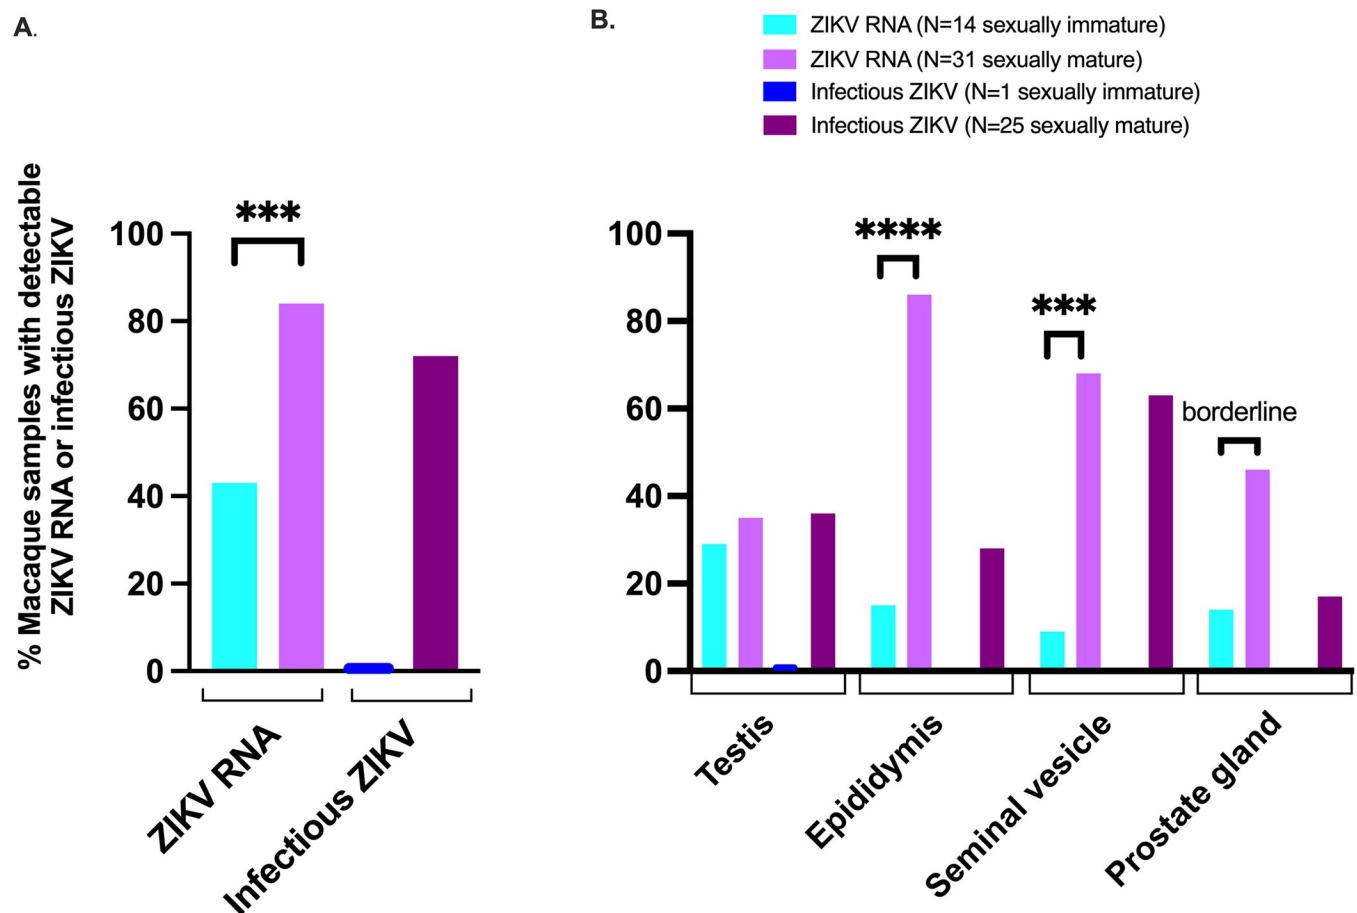 A.
% Macaque samples with detectable
ZIKV RNA or infectious ZIKV
100
80
60
40
20
0
***
ZIKV RNA
Infectious ZIKV
B.
ZIKV RNA (N=14 sexually immature)
ZIKV RNA (N=31 sexually mature)
Infectious ZIKV (N=1 sexually immature)
Infectious ZIKV (N=25 sexually mature)
100
80
60
40
20
0
****
***
borderline
Testis
Epididymis
Seminal vesicle
Prostate gland